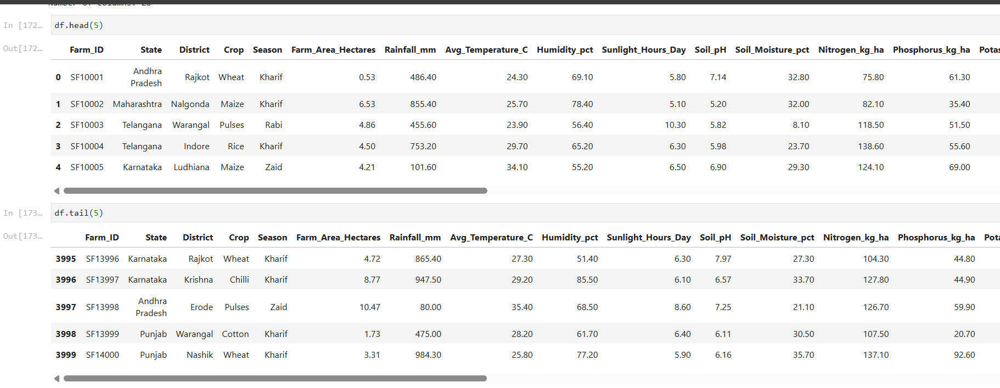 In [172…
df.head(5)
Out[172…
Farm_ID State District Crop Season Farm_Area_Hectares Rainfall_mm Avg_Temperature_C Humidity_pct Sunlight_Hours_Day Soil_pH Soil_Moisture_pct Nitrogen_kg_ha Phosphorus_kg_ha Potas
0 SF10001 Andhra Pradesh Rajkot Wheat Kharif 0.53 486.40 24.30 69.10 5.80 7.14 32.80 75.80 61.30
1 SF10002 Maharashtra Nalgonda Maize Kharif 6.53 855.40 25.70 78.40 5.10 5.20 32.00 82.10 35.40
2 SF10003 Telangana Warangal Pulses Rabi 4.86 455.60 23.90 56.40 10.30 5.82 8.10 118.50 51.50
3 SF10004 Telangana Indore Rice Kharif 4.50 753.20 29.70 65.20 6.30 5.98 23.70 138.60 55.60
4 SF10005 Karnataka Ludhiana Maize Zaid 4.21 101.60 34.10 55.20 6.50 6.90 29.30 124.10 69.00
In [173…
df.tail(5)
Out[173…
Farm_ID State District Crop Season Farm_Area_Hectares Rainfall_mm Avg_Temperature_C Humidity_pct Sunlight_Hours_Day Soil_pH Soil_Moisture_pct Nitrogen_kg_ha Phosphorus_kg_ha Pota
3995 SF13996 Karnataka Rajkot Wheat Kharif 4.72 865.40 27.30 51.40 6.30 7.97 27.30 104.30 44.80
3996 SF13997 Karnataka Krishna Chilli Kharif 8.77 947.50 29.20 85.50 6.10 6.57 33.70 127.80 44.90
3997 SF13998 Andhra Pradesh Erode Pulses Zaid 10.47 80.00 35.40 68.50 8.60 7.25 21.10 126.70 59.90
3998 SF13999 Punjab Warangal Cotton Kharif 1.73 475.00 28.20 61.70 6.40 6.11 30.50 107.50 20.70
3999 SF14000 Punjab Nashik Wheat Kharif 3.31 984.30 25.80 77.20 5.90 6.16 35.70 137.10 92.60